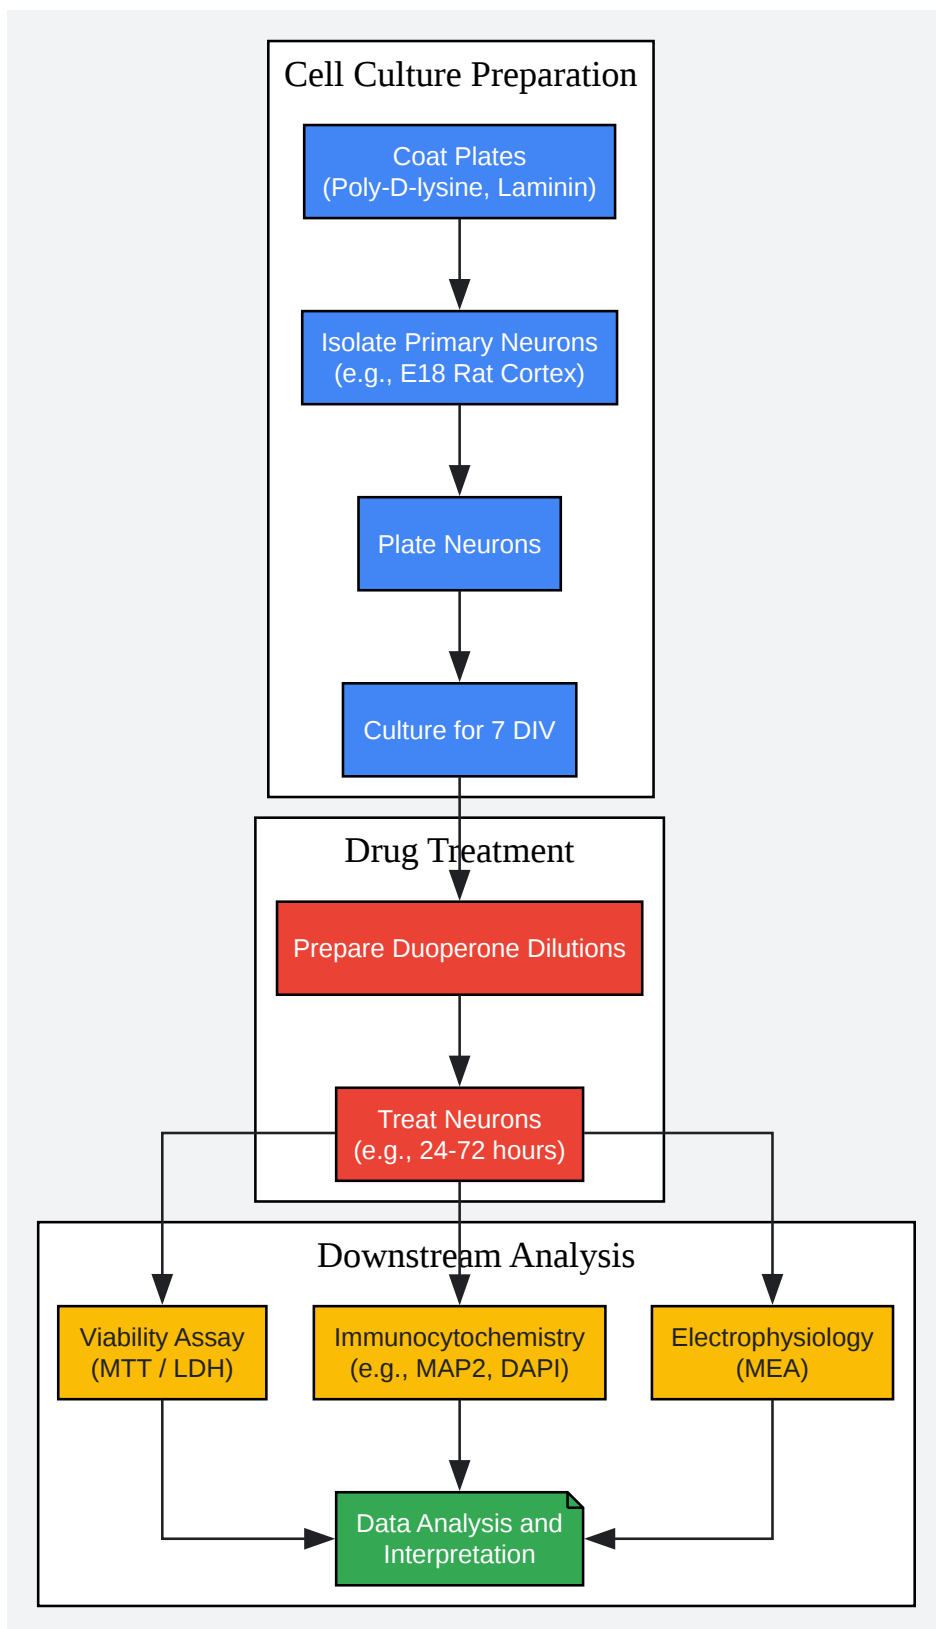 Cell Culture Preparation
Coat Plates
(Poly-D-lysine, Laminin)
Isolate Primary Neurons
(e.g., E18 Rat Cortex)
Plate Neurons
Culture for 7 DIV
Drug Treatment
Prepare Duoperone Dilutions
Treat Neurons
(e.g., 24-72 hours)
Downstream Analysis
Viability Assay
(MTT / LDH)
Immunocytochemistry
(e.g., MAP2, DAPI)
Electrophysiology
(MEA)
Data Analysis and
Interpretation